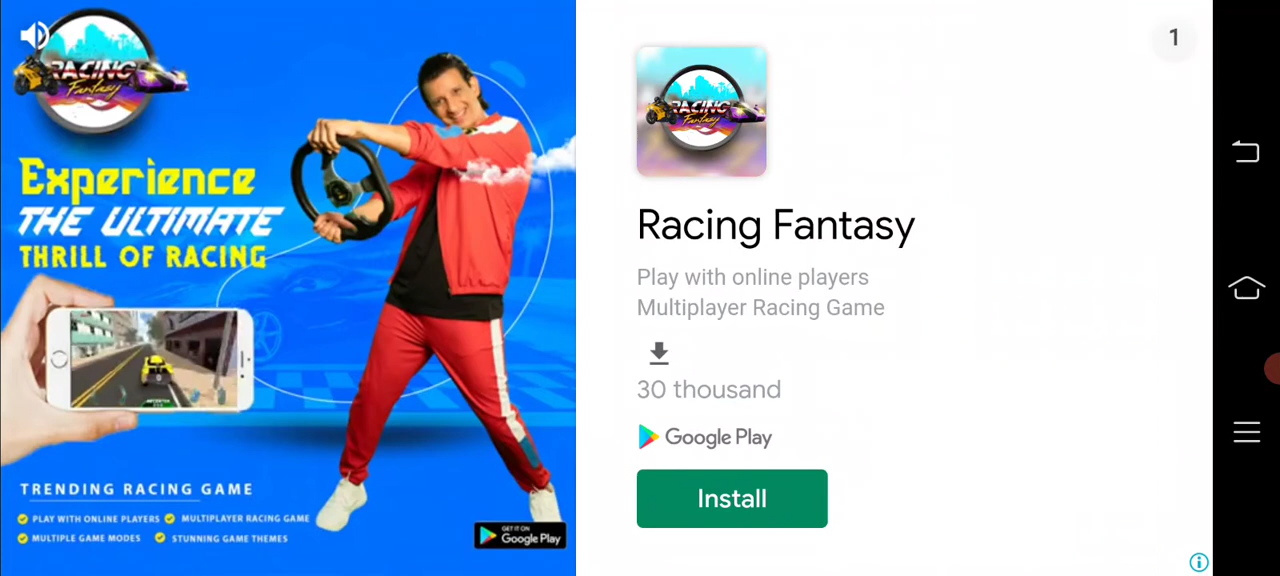 RACING
Fantasy
Experience
THE ULTIMATE
THRILL OF RACING
TRENDING RACING GAME
PLAY WITH ONLINE PLAYERS MULTIPLAYER RACING GAME
MULTIPLE GAME MODES STUNNING GAME THEMES
GET IT ON
Google Play
1
RACING
Fantasy
Racing Fantasy
Play with online players
Multiplayer Racing Game
30 thousand
Google Play
Install